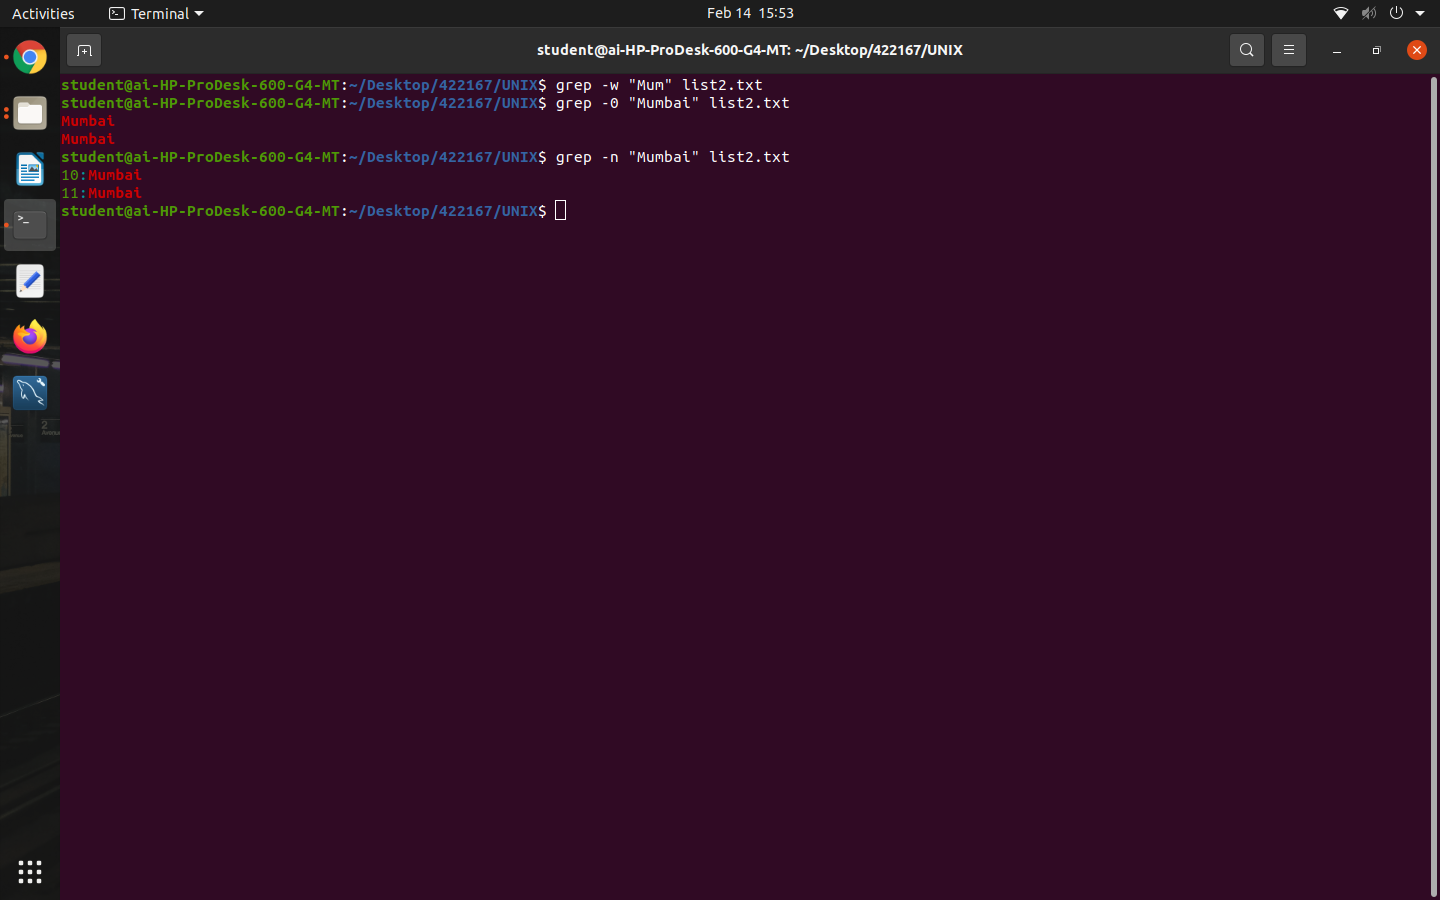 Activities
Terminal
Feb 14 15:53
student@ai-HP-ProDesk-600-G4-MT: ~/Desktop/422167/UNIX
student@ai-HP-ProDesk-600-G4-MT:~/Desktop/422167/UNIX$ grep -w "Mum" list2.txt
student@ai-HP-ProDesk-600-G4-MT:~/Desktop/422167/UNIX$ grep -0 "Mumbai" list2.txt
Mumbai
Mumbai
student@ai-HP-ProDesk-600-G4-MT:~/Desktop/422167/UNIX$ grep -n "Mumbai" list2.txt
10:Mumbai
11:Mumbai
student@ai-HP-ProDesk-600-G4-MT:~/Desktop/422167/UNIX$
2